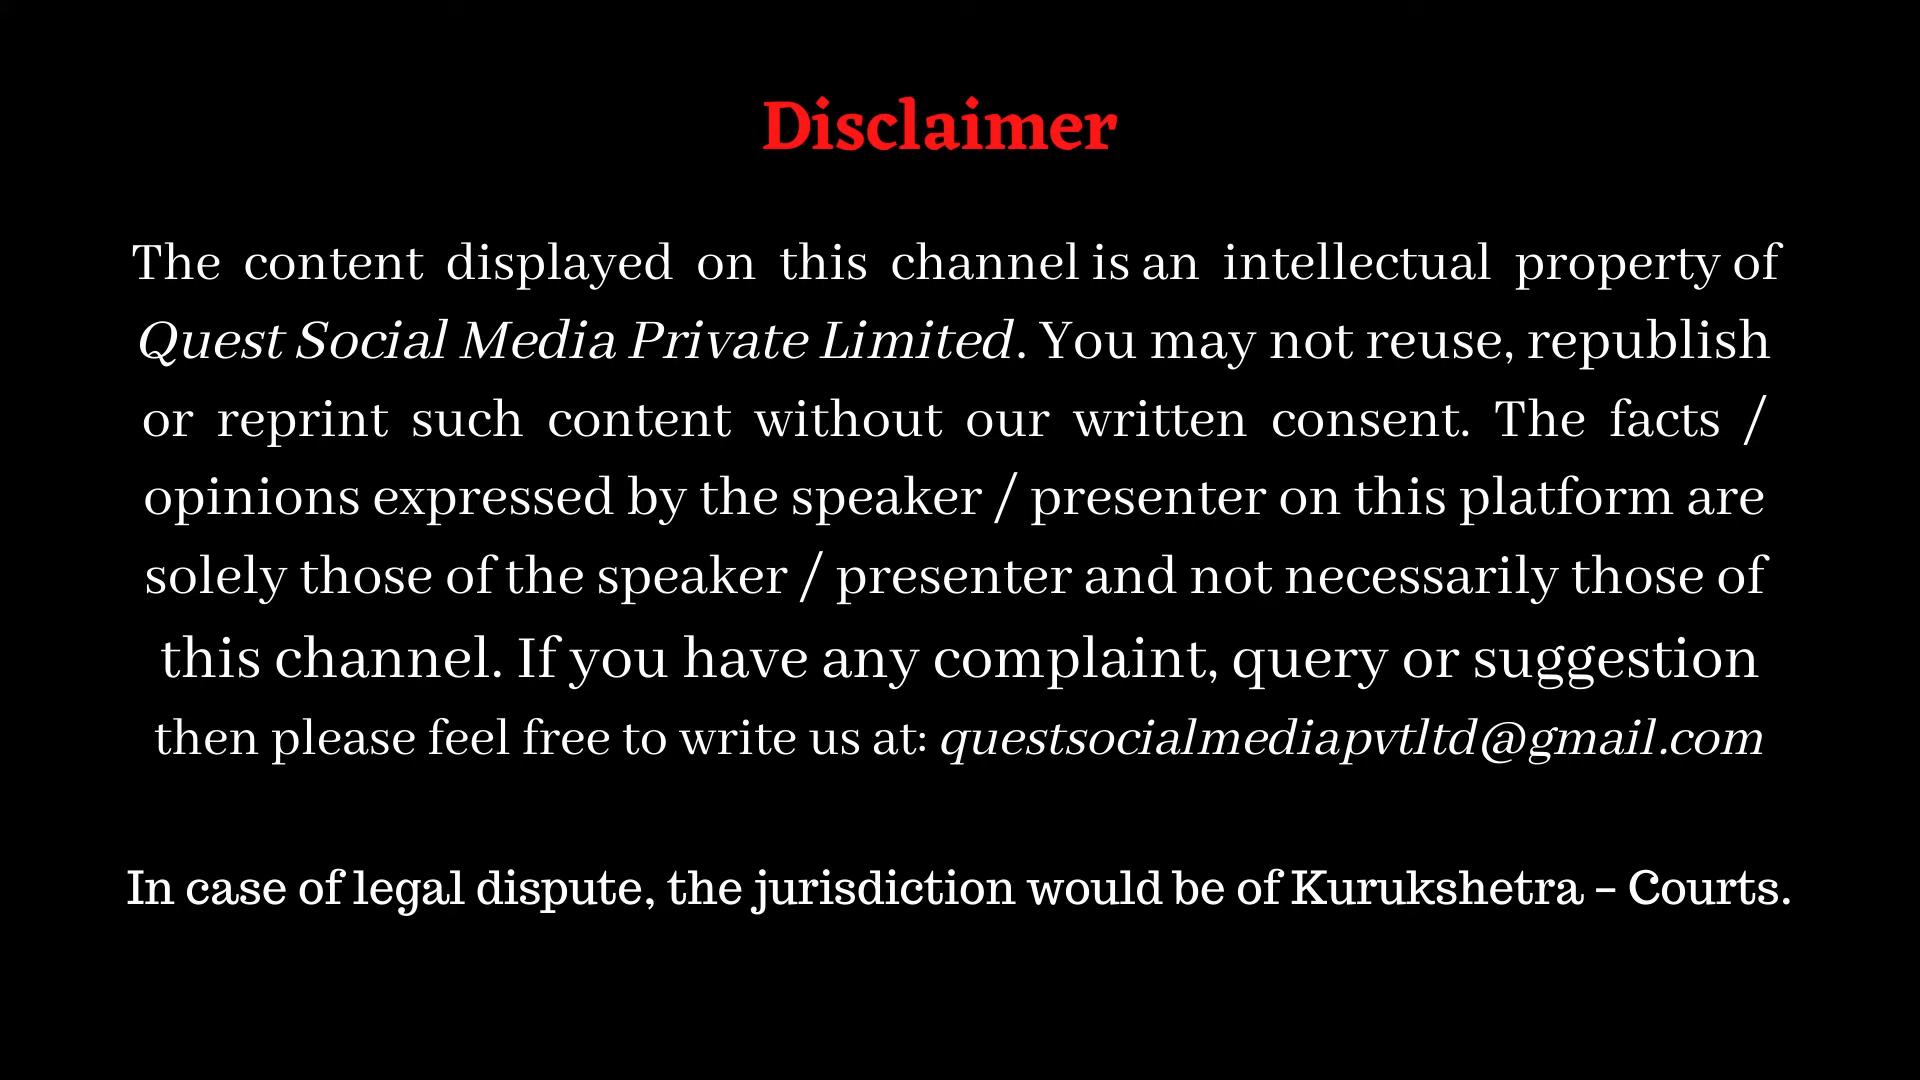 Disclaimer
The content displayed on this channel is an intellectual property of
Quest Social Media Private Limited. You may not reuse, republish
or reprint such content without our written consent. The facts /
opinions expressed by the speaker / presenter on this platform are
solely those of the speaker / presenter and not necessarily those of
this channel. If you have any complaint, query or suggestion
then please feel free to write us at: questsocialmediapvtltd@gmail.com
In case of legal dispute, the jurisdiction would be of Kurukshetra – Courts.